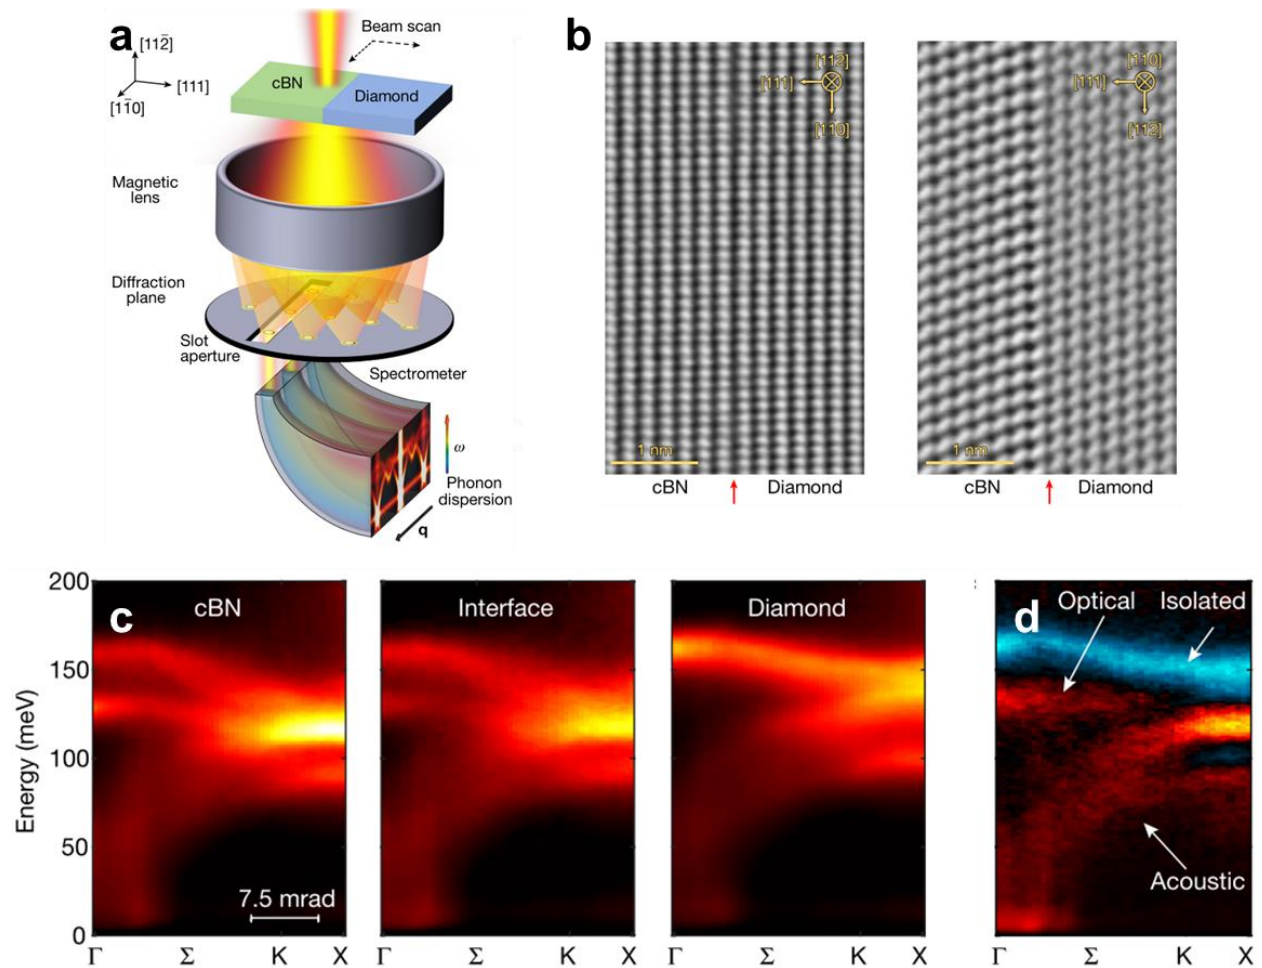 a
Beam scan
[112̄]
[111]
[11̄0]
cBN
Diamond
Magnetic
lens
Diffraction
plane
Slot
aperture
Spectrometer
ω
Phonon
dispersion
q
b
[112̄]
[111]
[11̄0]
1 nm
cBN
Diamond
[110]
[111]
[112̄]
1 nm
cBN
Diamond
c
cBN
Interface
Diamond
Energy (meV)
200
150
100
50
0
7.5 mrad
Γ Σ K X
Γ Σ K X
Γ Σ K X
d
Optical
Isolated
Acoustic
Γ Σ K X